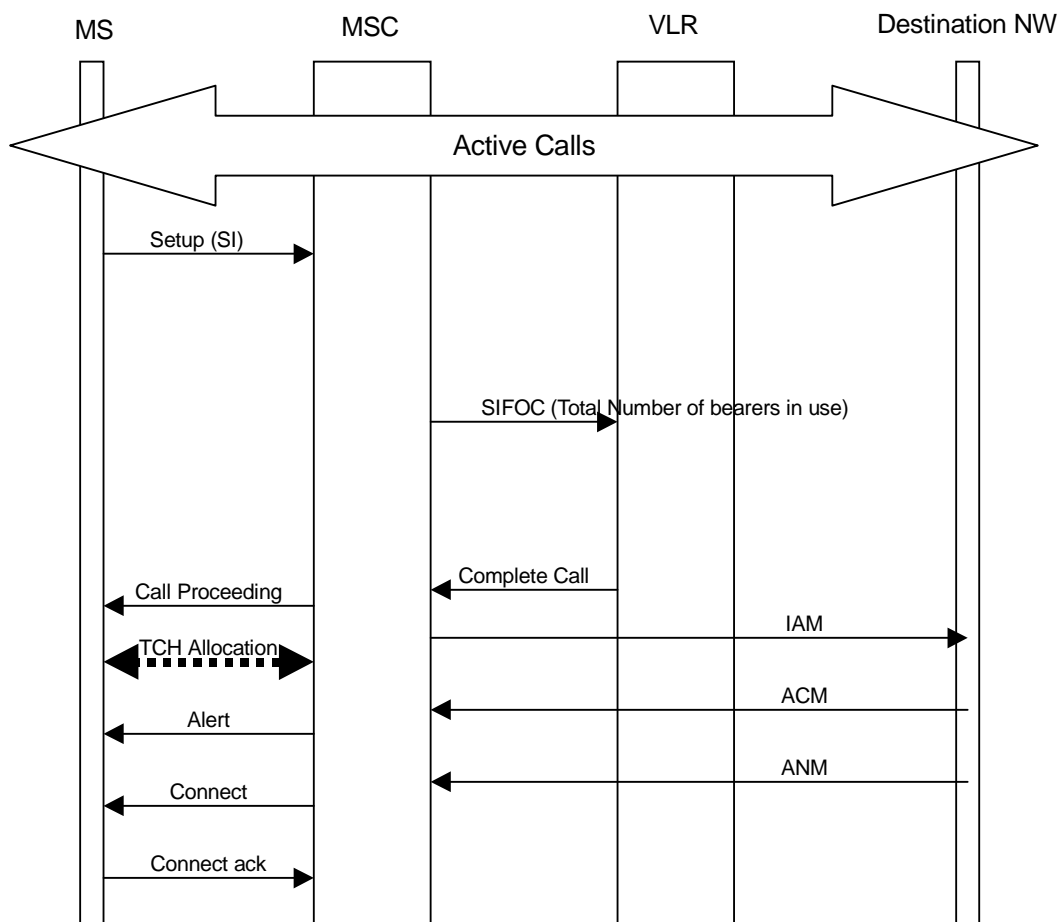 MS
MSC
VLR
Destination NW
Active Calls
Setup (SI)
SIFOC (Total Number of bearers in use)
Complete Call
Call Proceeding
IAM
TCH Allocation
ACM
Alert
ANM
Connect
Connect ack